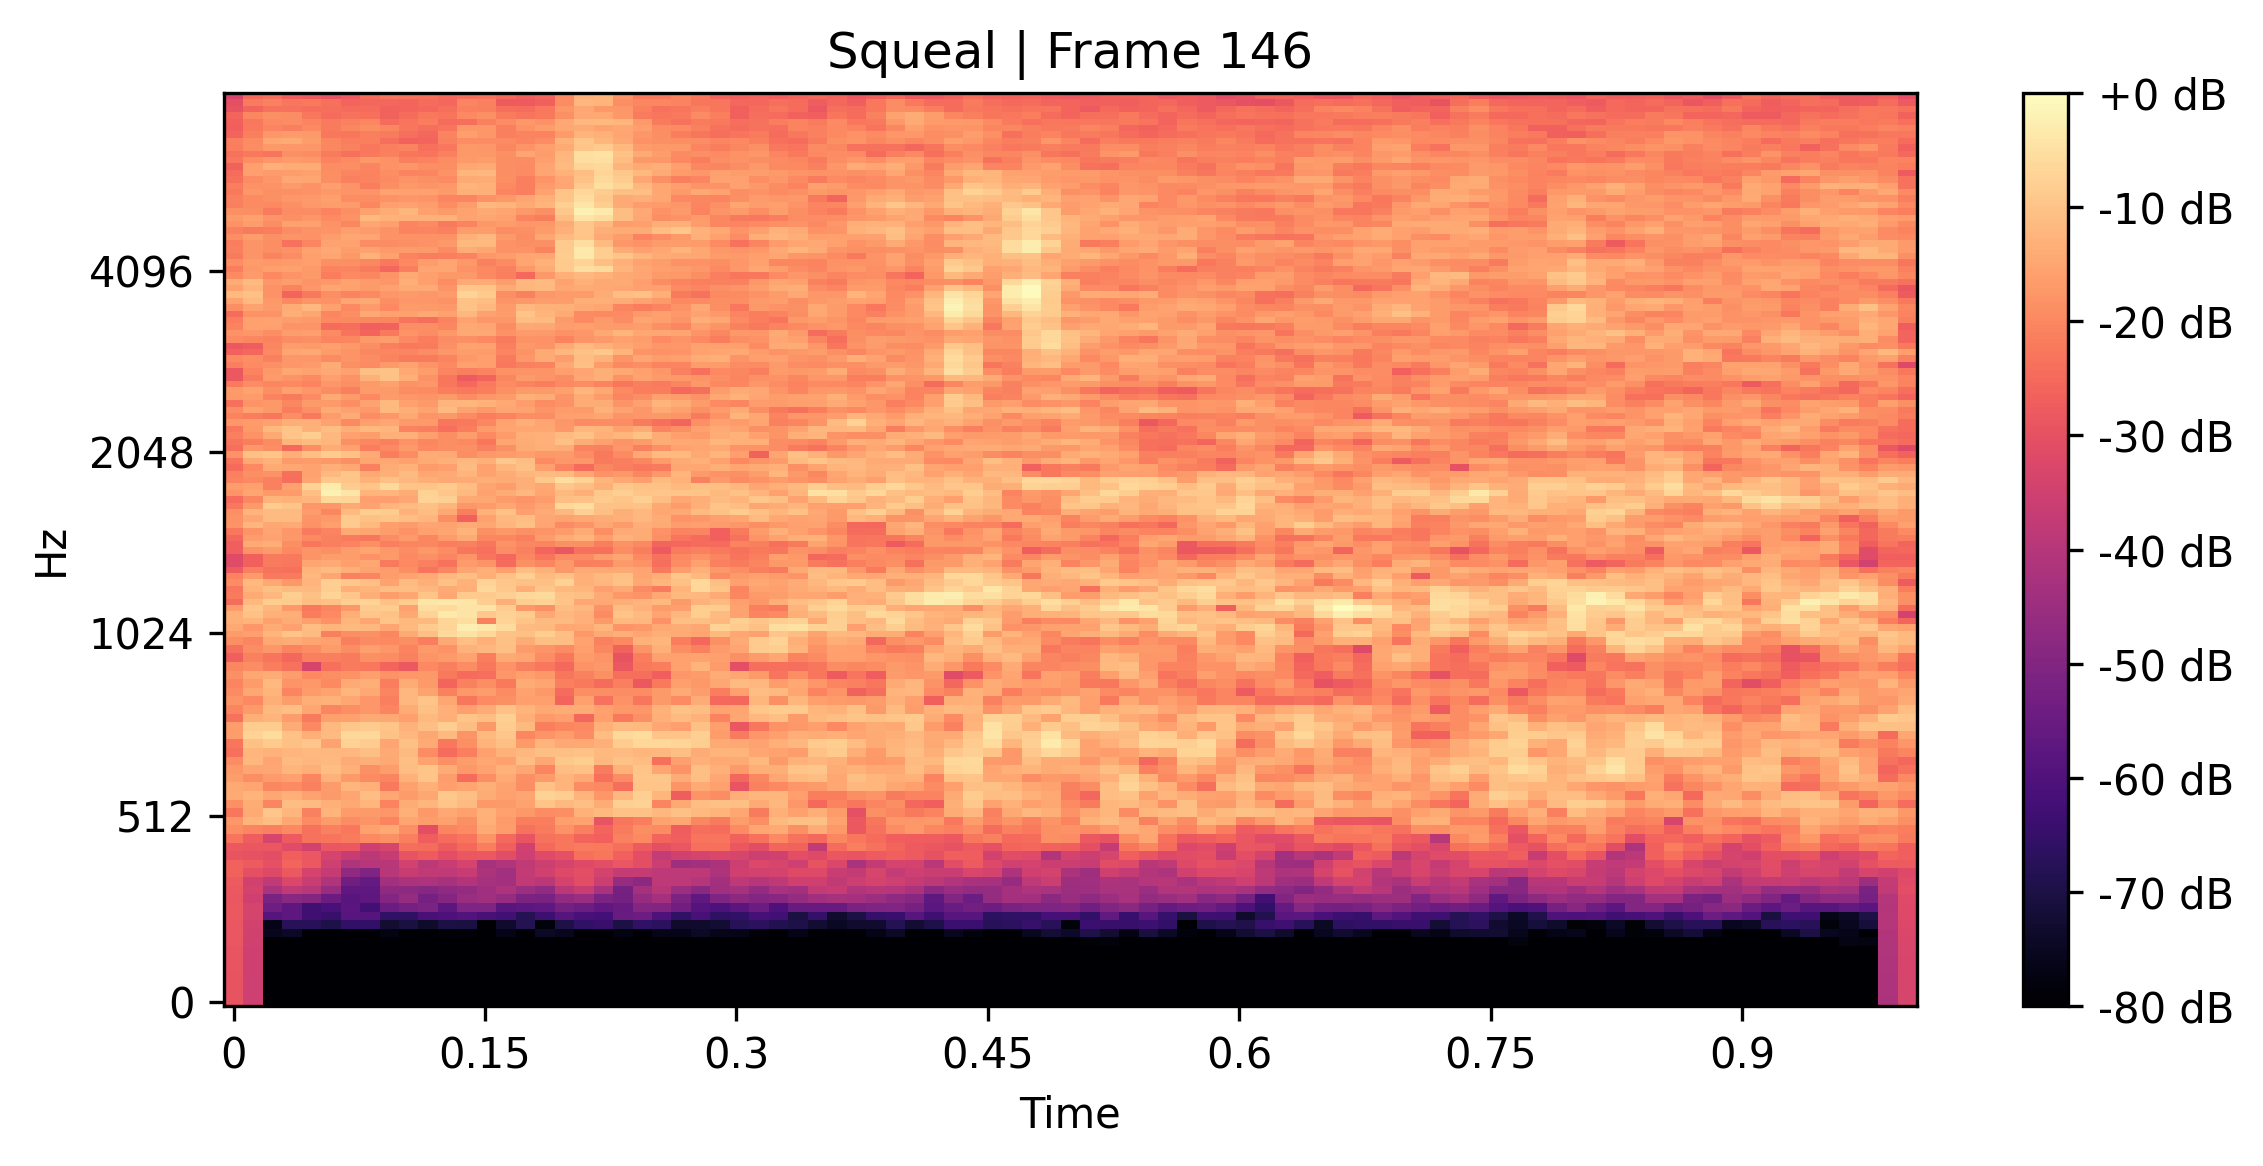 Squeal | Frame 146
Hz
4096
2048
1024
512
0
0 0.15 0.3 0.45 0.6 0.75 0.9
Time
+0 dB
-10 dB
-20 dB
-30 dB
-40 dB
-50 dB
-60 dB
-70 dB
-80 dB